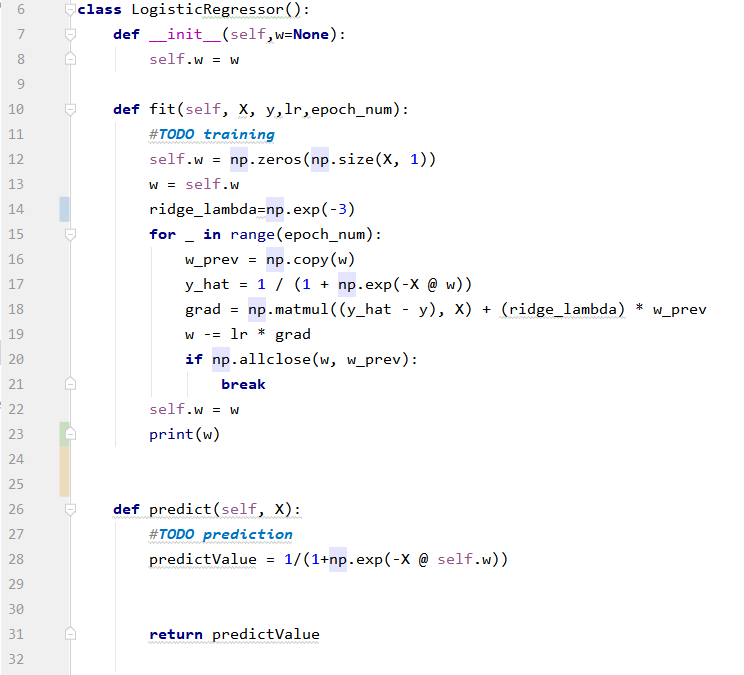 6 class LogisticRegressor():
7     def __init__(self,w=None):
8         self.w = w
9
10     def fit(self, X, y,lr,epoch_num):
11         #TODO training
12         self.w = np.zeros(np.size(X, 1))
13         w = self.w
14         ridge_lambda=np.exp(-3)
15         for _ in range(epoch_num):
16             w_prev = np.copy(w)
17             y_hat = 1 / (1 + np.exp(-X @ w))
18             grad = np.matmul((y_hat - y), X) + (ridge_lambda) * w_prev
19             w -= lr * grad
20             if np.allclose(w, w_prev):
21                 break
22         self.w = w
23         print(w)
24
25
26     def predict(self, X):
27         #TODO prediction
28         predictValue = 1/(1+np.exp(-X @ self.w))
29
30
31         return predictValue
32